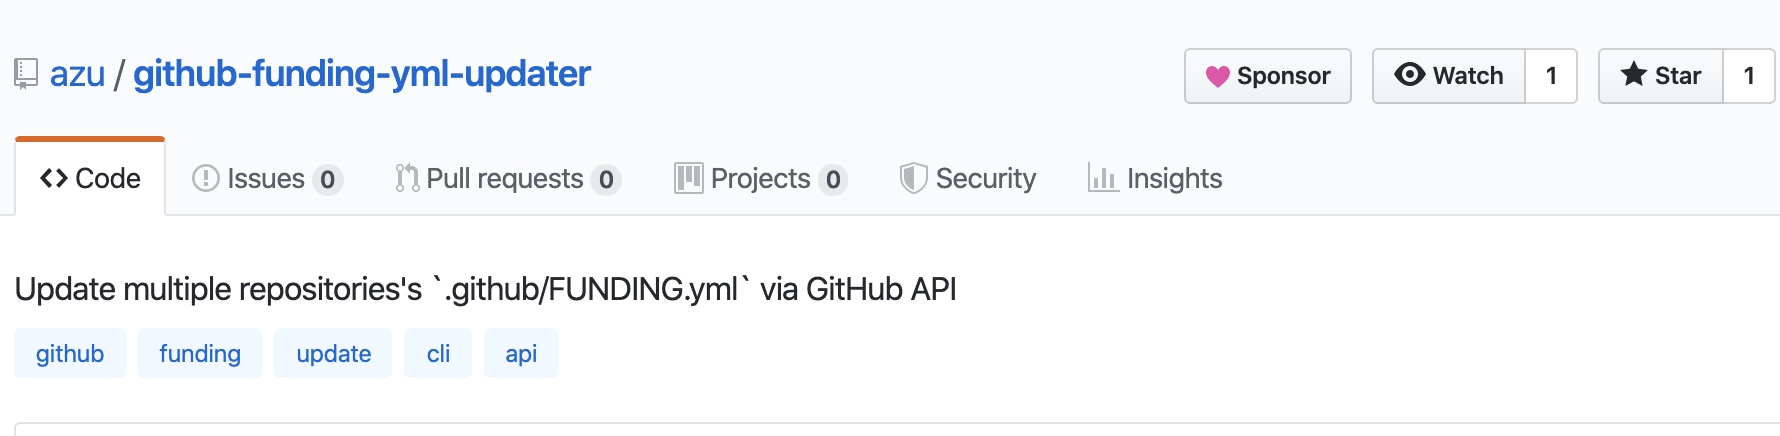 azu / github-funding-yml-updater
Sponsor
Watch 1
Star 1
Code
Issues 0
Pull requests 0
Projects 0
Security
Insights
Update multiple repositories's `.github/FUNDING.yml` via GitHub API
github funding update cli api